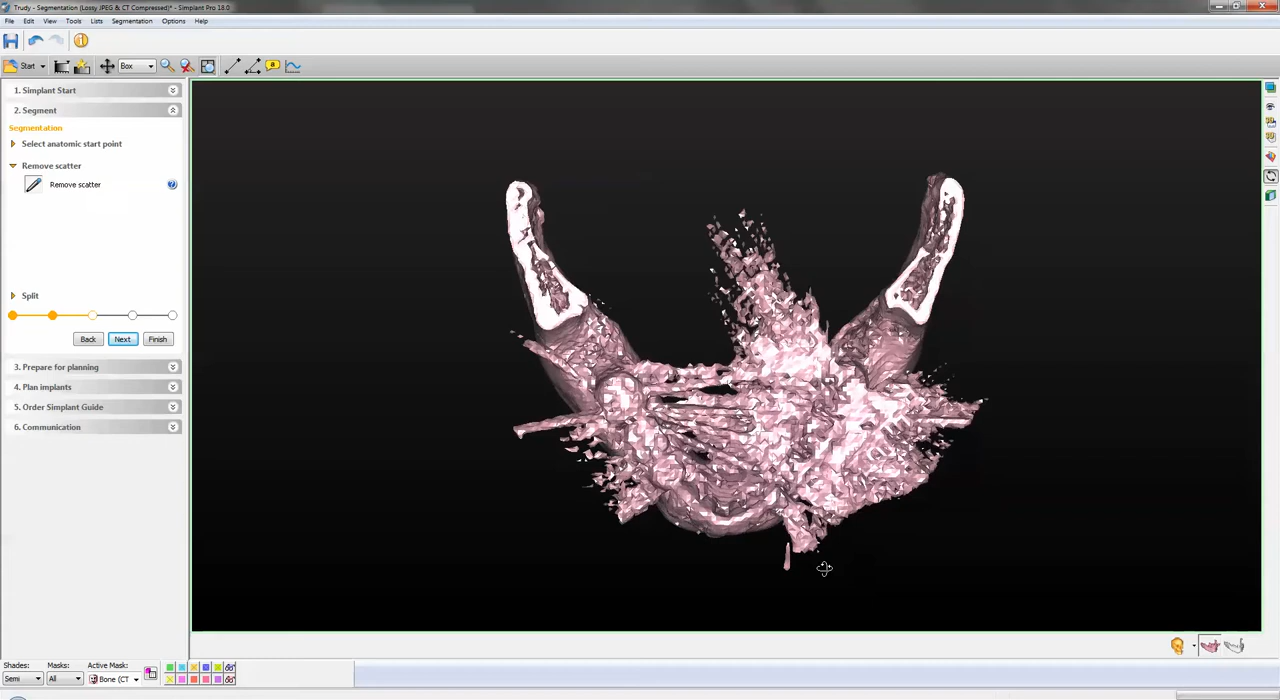 Trudy - Segmentation (Lossy JPEG & CT Compressed)* - Simplant Pro 18.0
File Edit View Tools Lists Segmentation Options Help
Start Box
1. Simplant Start
2. Segment
Segmentation
Select anatomic start point
Remove scatter
Remove scatter
Split
Back Next Finish
3. Prepare for planning
4. Plan implants
5. Order Simplant Guide
6. Communication
Shades: Masks: Active Mask:
Semi All Bone (CT